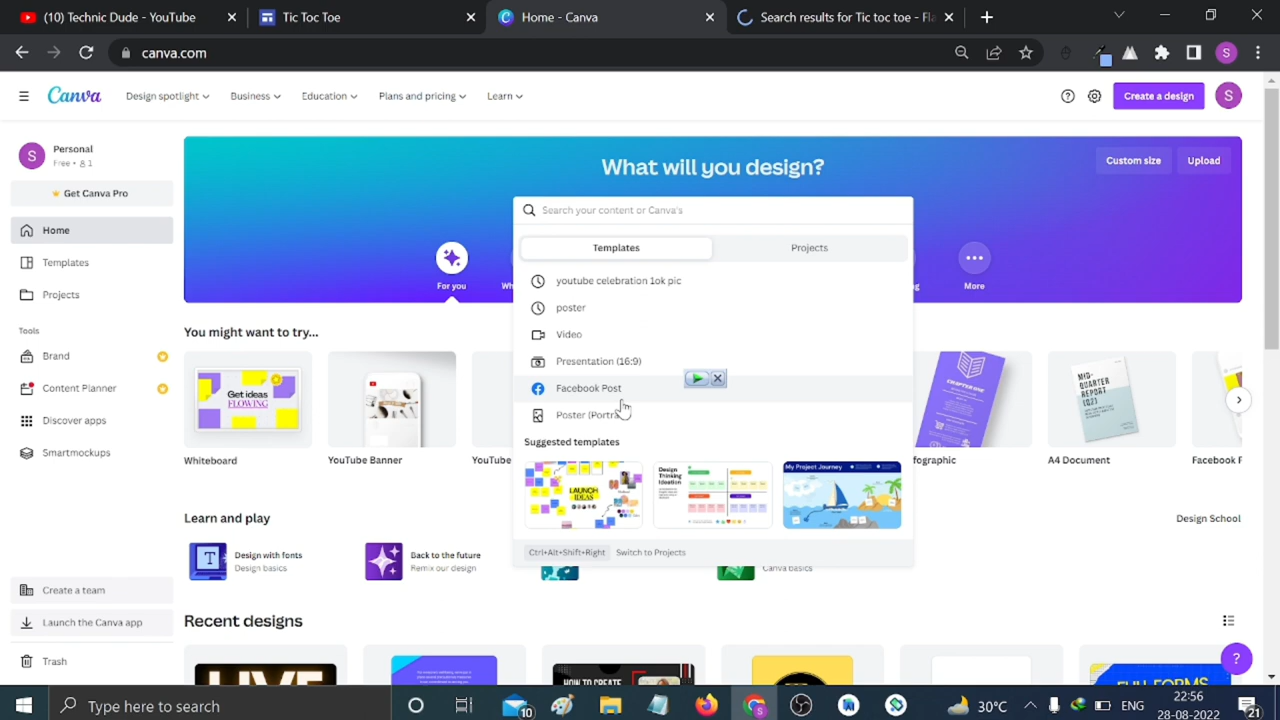 (10) Technic Dude - YouTube
Tic Toc Toe
Home - Canva
Search results for Tic toc toe - Fla
canva.com
S
Canva
Design spotlight
Business
Education
Plans and pricing
Learn
Create a design
S
S
Personal
Free • 1
Get Canva Pro
Home
Templates
Projects
Tools
Brand
Content Planner
Discover apps
Smartmockups
Create a team
Launch the Canva app
Trash
What will you design?
Custom size
Upload
Search your content or Canva's
Templates
Projects
For you
More
youtube celebration 1ok pic
poster
Video
Presentation (16:9)
Facebook Post
Poster (Portra
Suggested templates
LAUNCH
IDEAS
Design
Thinking
Ideation
My Project Journey
Ctrl+Alt+Shift+Right
Switch to Projects
You might want to try...
Get ideas
FLOWING
CHAPTER ONE
MID-
QUARTER
REPORT
(Q2)
Whiteboard
YouTube Banner
YouTube
fographic
A4 Document
Facebook P
Learn and play
Design School
Design with fonts
Design basics
Back to the future
Remix our design
Canva basics
Recent designs
LIVE
HOW TO CREATE
FULL FORMS
?
Type here to search
10
30°C
ENG
22:56
28-08-2022
21